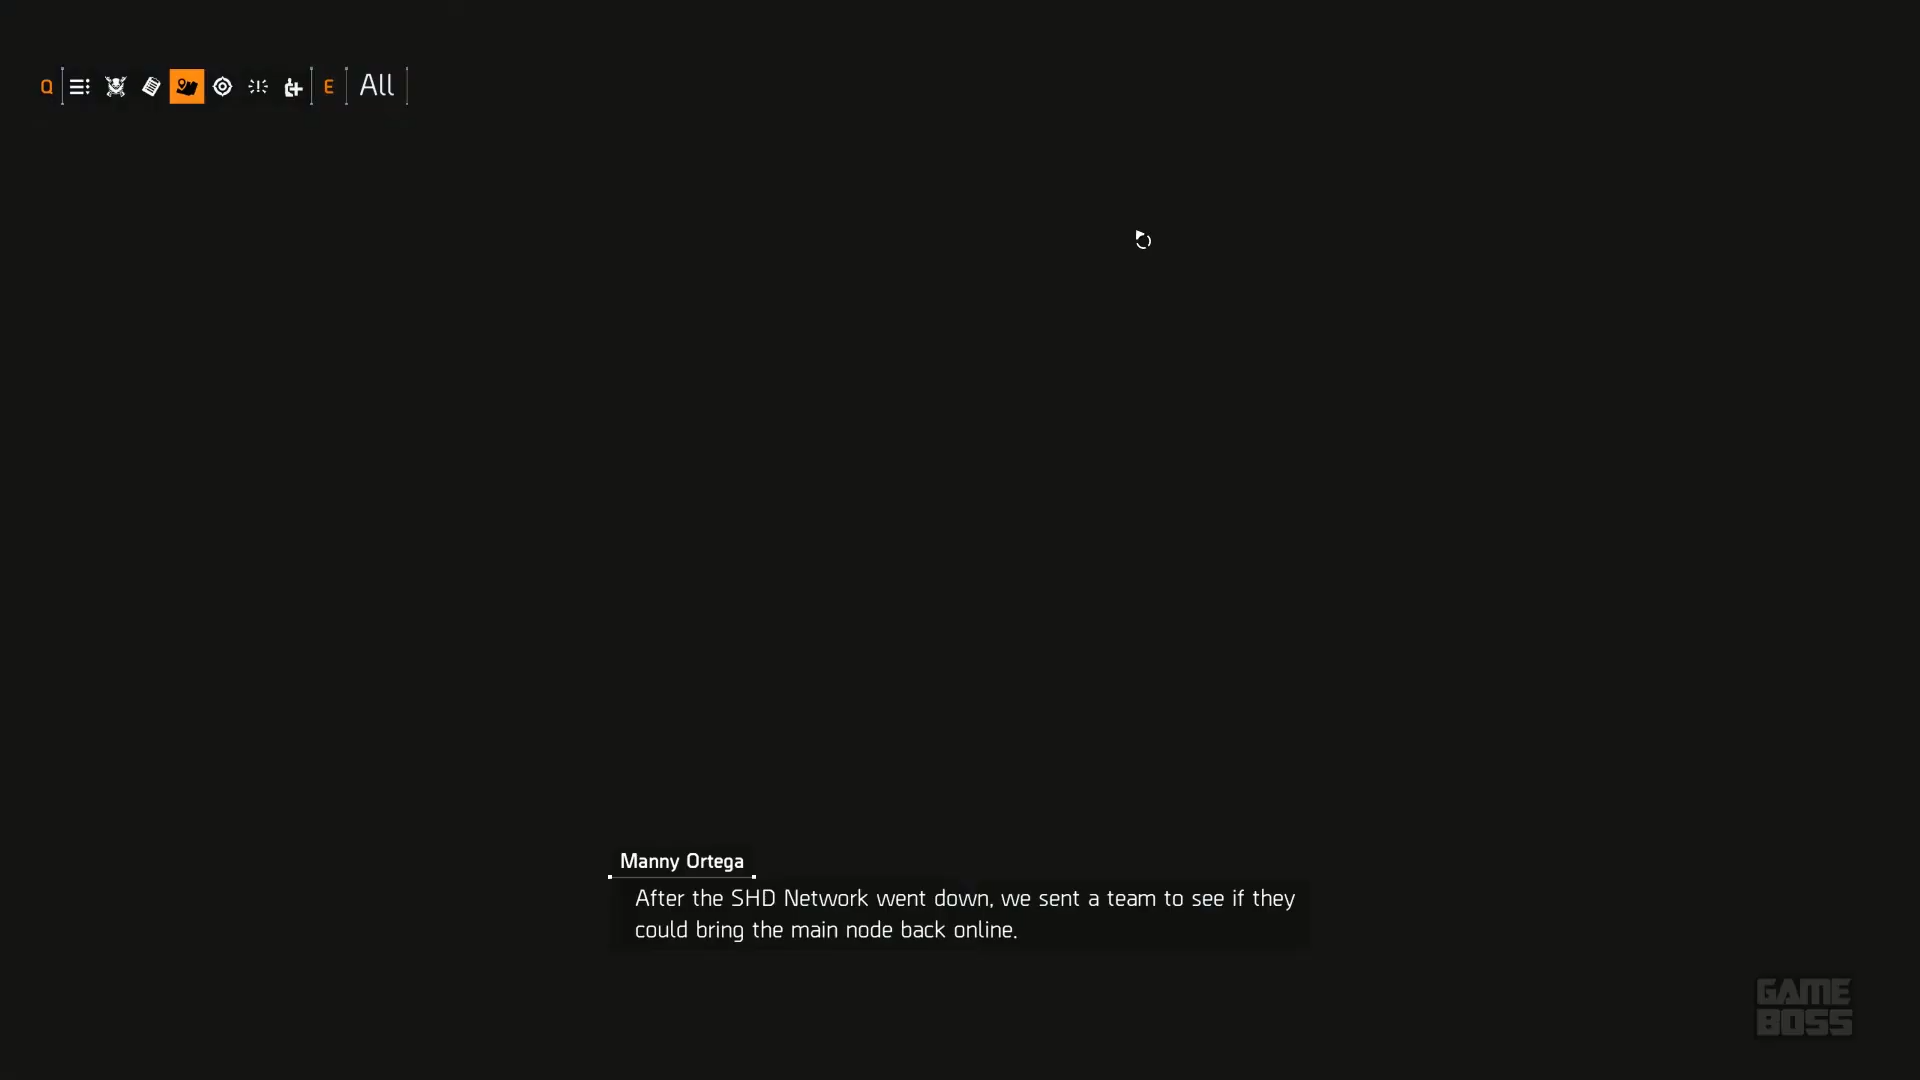 Q E All
Manny Ortega
After the SHD Network went down, we sent a team to see if they
could bring the main node back online.
GAME
BOSS